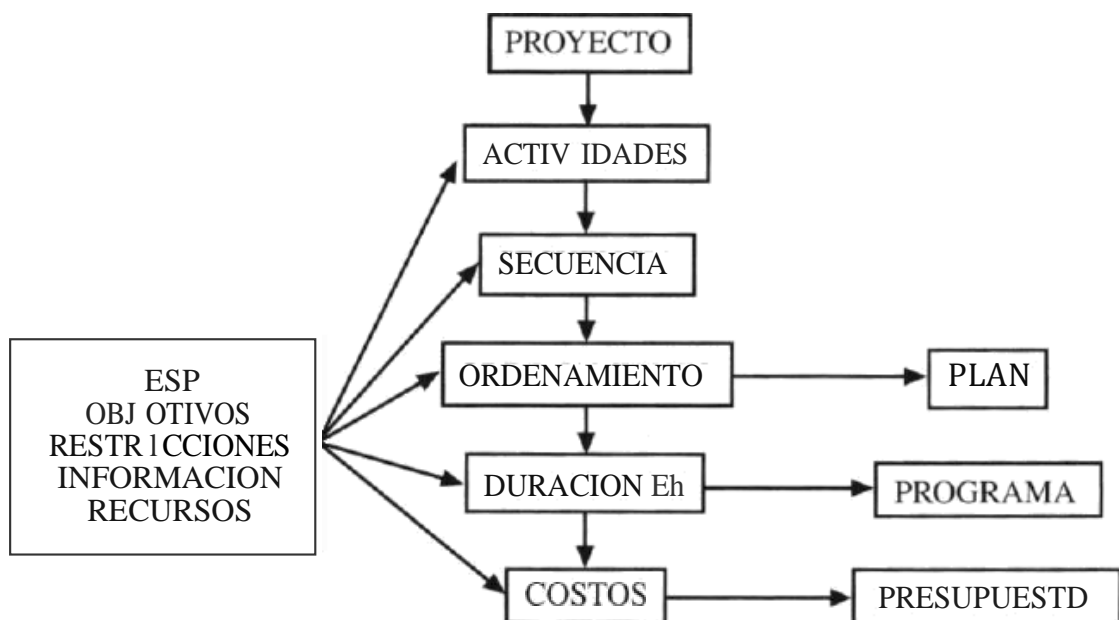 PROYECTO
ACTIV IDADES
SECUENCIA
ESP
OBJ OTIVOS
RESTR1CCIONES
INFORMACION
RECURSOS
ORDENAMIENTO
PLAN
DURACION Eh
PROGRAMA
COSTOS
PRESUPUESTD